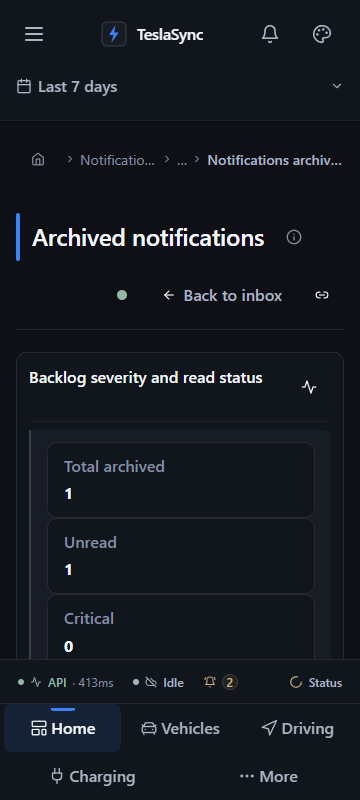 TeslaSync
Last 7 days
Notificatio... > ... > Notifications archiv...
Archived notifications
Back to inbox
Backlog severity and read status
Total archived
1
Unread
1
Critical
0
API · 413ms Idle 2 Status
Home Vehicles Driving
Charging More